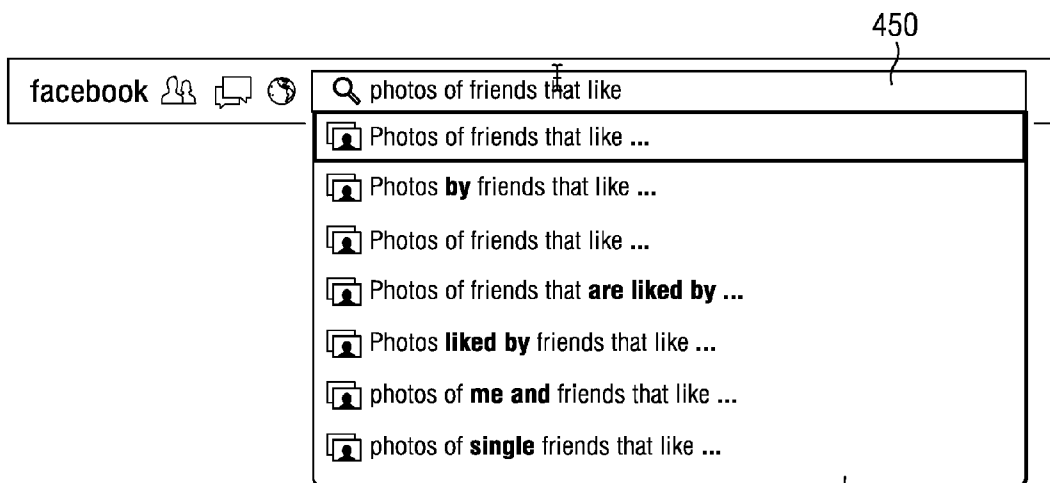 450
facebook photos of friends that like
Photos of friends that like ...
Photos by friends that like ...
Photos of friends that like ...
Photos of friends that are liked by ...
Photos liked by friends that like ...
photos of me and friends that like ...
photos of single friends that like ...